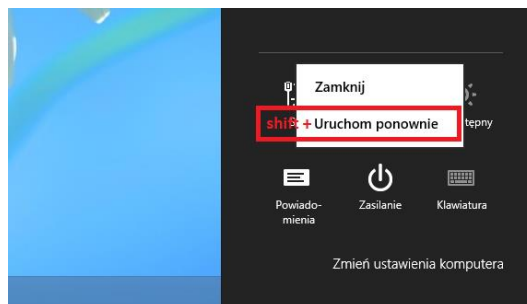 Zamknij
shift + Uruchom ponownie
tępny
Powiado-
mienia
Zasilanie
Klawiatura
Zmień ustawienia komputera